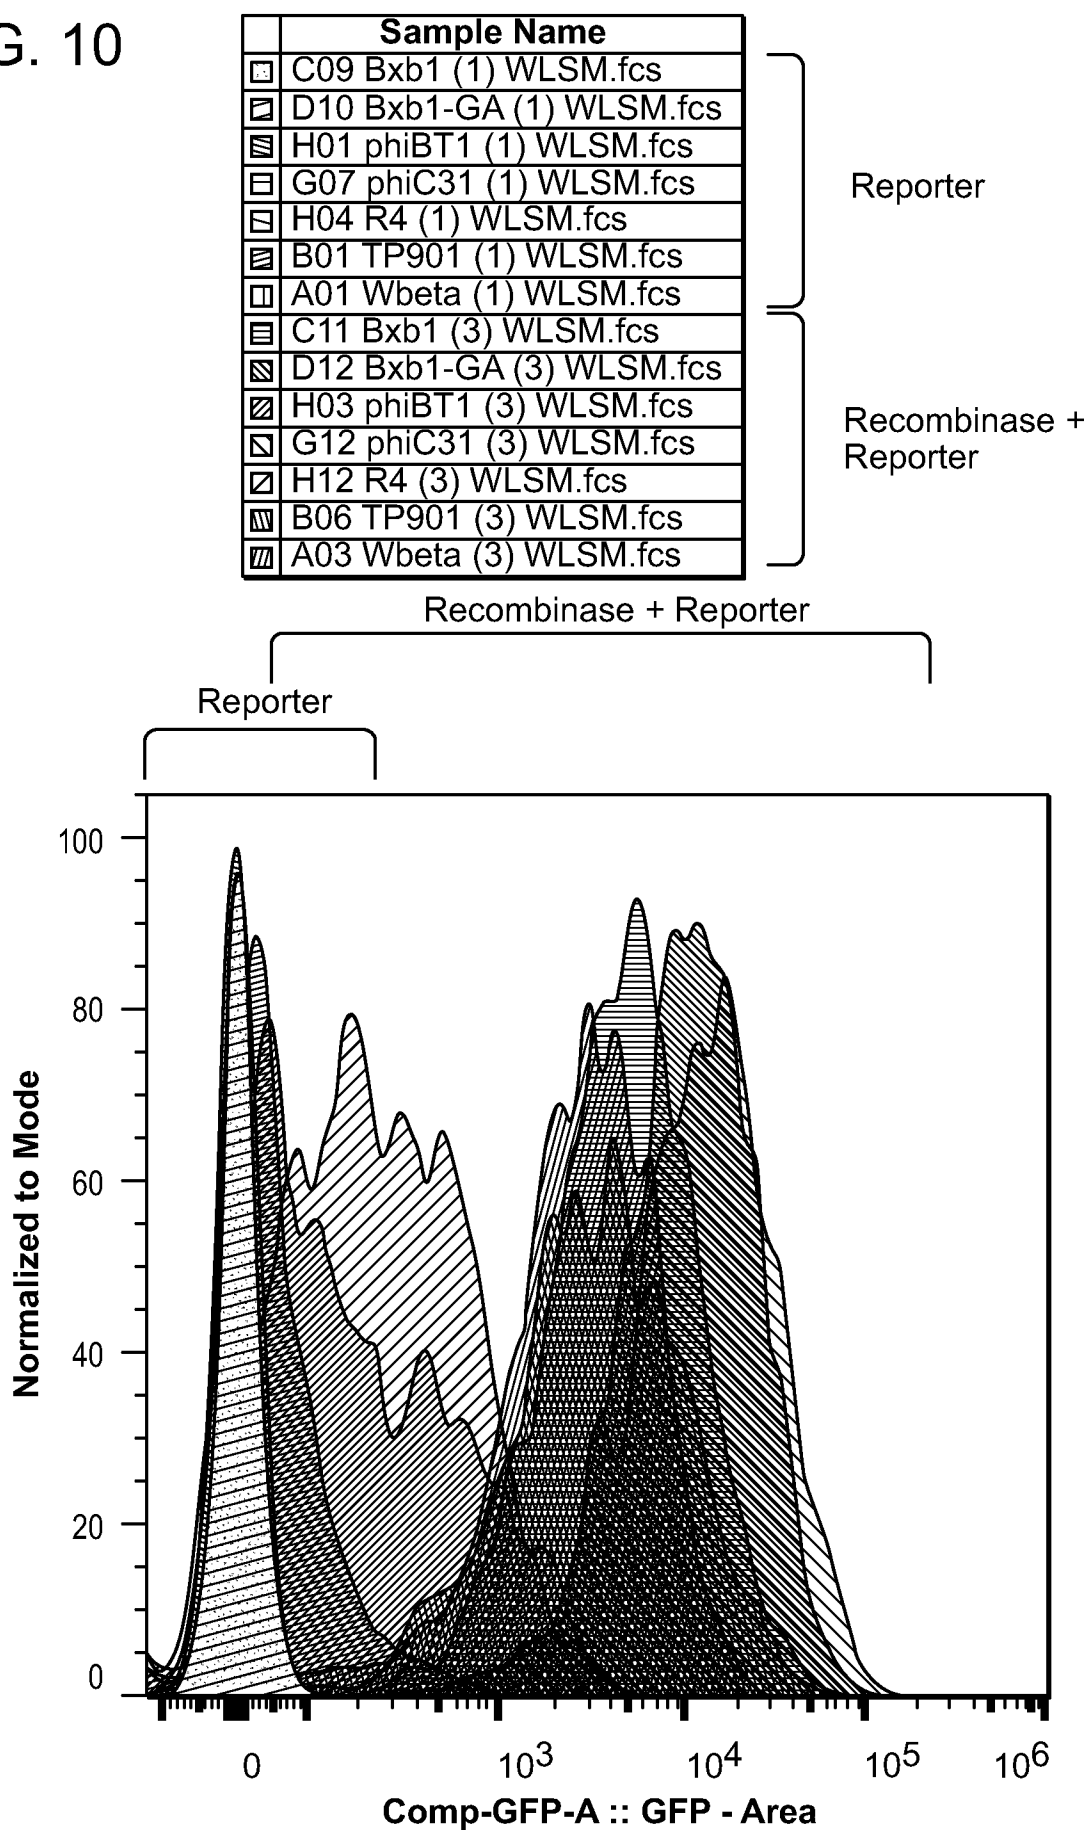 G. 10
Sample Name
C09 Bxb1 (1) WLSM.fcs
D10 Bxb1-GA (1) WLSM.fcs
H01 phiBT1 (1) WLSM.fcs
G07 phiC31 (1) WLSM.fcs
H04 R4 (1) WLSM.fcs
B01 TP901 (1) WLSM.fcs
A01 Wbeta (1) WLSM.fcs
C11 Bxb1 (3) WLSM.fcs
D12 Bxb1-GA (3) WLSM.fcs
H03 phiBT1 (3) WLSM.fcs
G12 phiC31 (3) WLSM.fcs
H12 R4 (3) WLSM.fcs
B06 TP901 (3) WLSM.fcs
A03 Wbeta (3) WLSM.fcs
Reporter
Recombinase +
Reporter
Recombinase + Reporter
Reporter
Normalized to Mode
100
80
60
40
20
0
0 10³ 10⁴ 10⁵ 10⁶
Comp-GFP-A :: GFP - Area